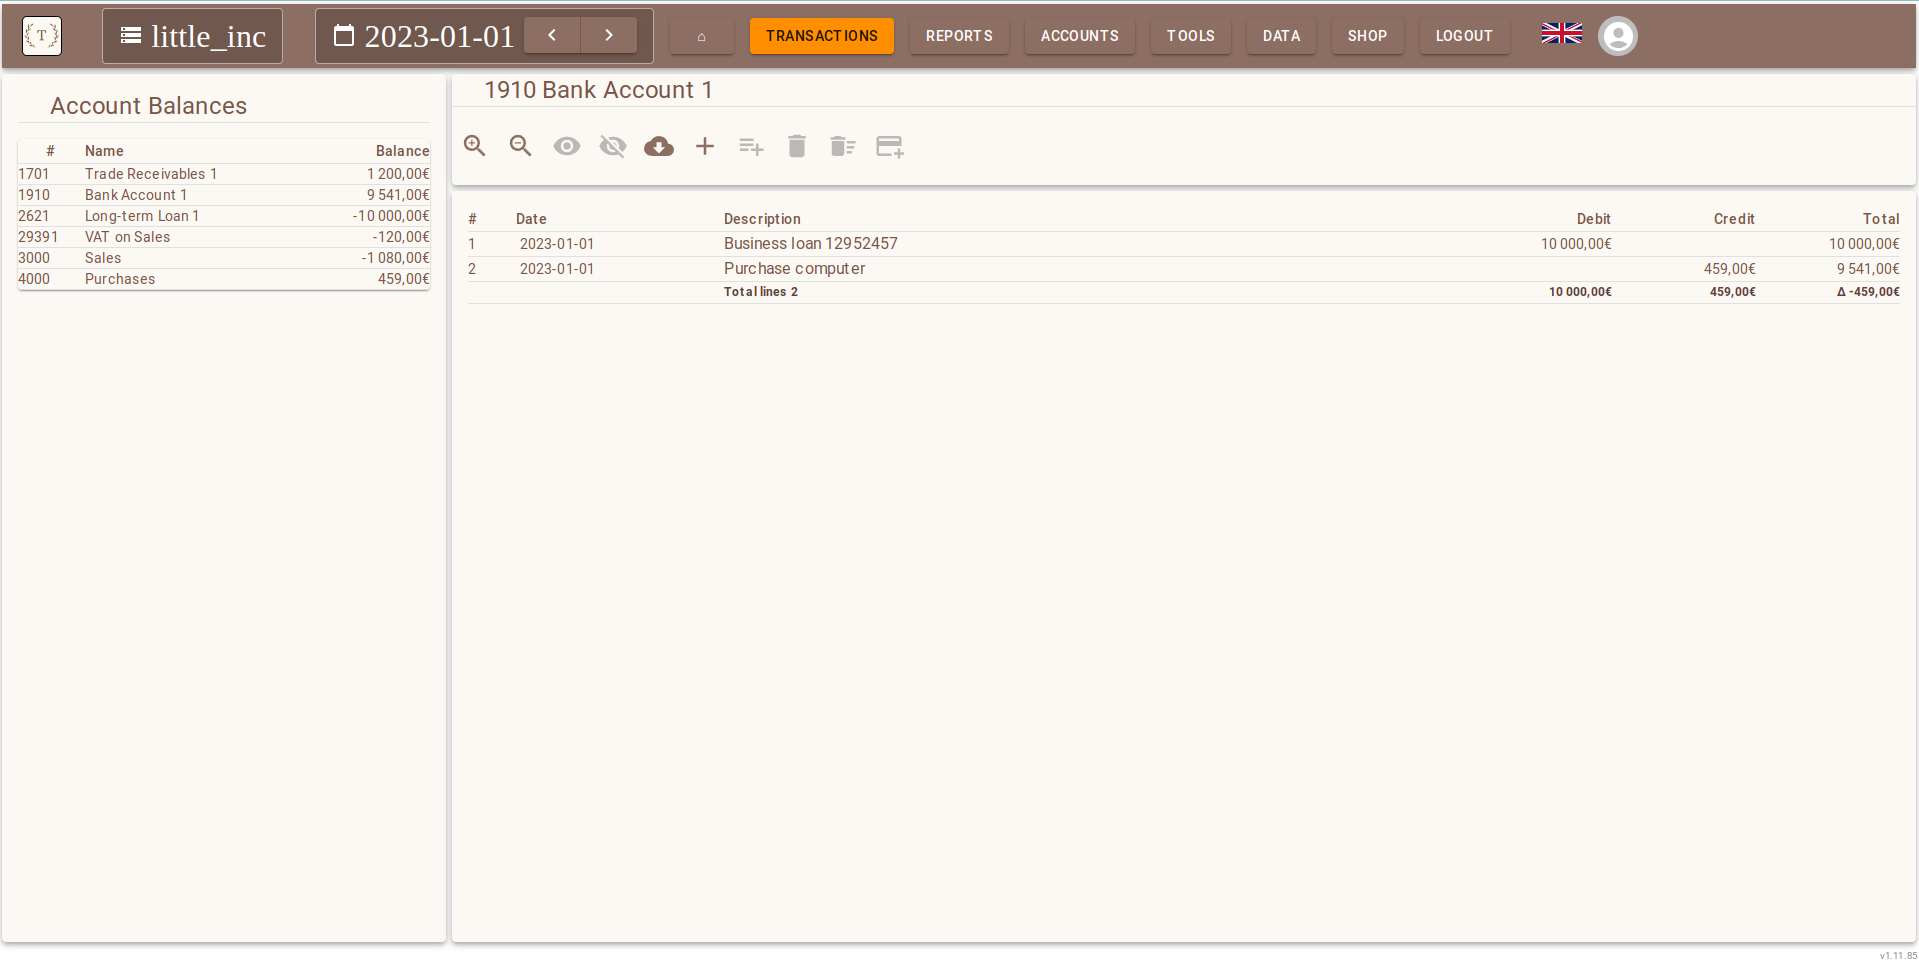 T little_inc 2023-01-01 TRANSACTIONS REPORTS ACCOUNTS TOOLS DATA SHOP LOGOUT
Account Balances
# Name Balance
1701 Trade Receivables 1 1 200,00€
1910 Bank Account 1 9 541,00€
2621 Long-term Loan 1 -10 000,00€
29391 VAT on Sales -120,00€
3000 Sales -1 080,00€
4000 Purchases 459,00€
1910 Bank Account 1
# Date Description Debit Credit Total
1 2023-01-01 Business loan 12952457 10 000,00€ 10 000,00€
2 2023-01-01 Purchase computer 459,00€ 9 541,00€
Total lines 2 10 000,00€ 459,00€ Δ -459,00€
v1.11.85